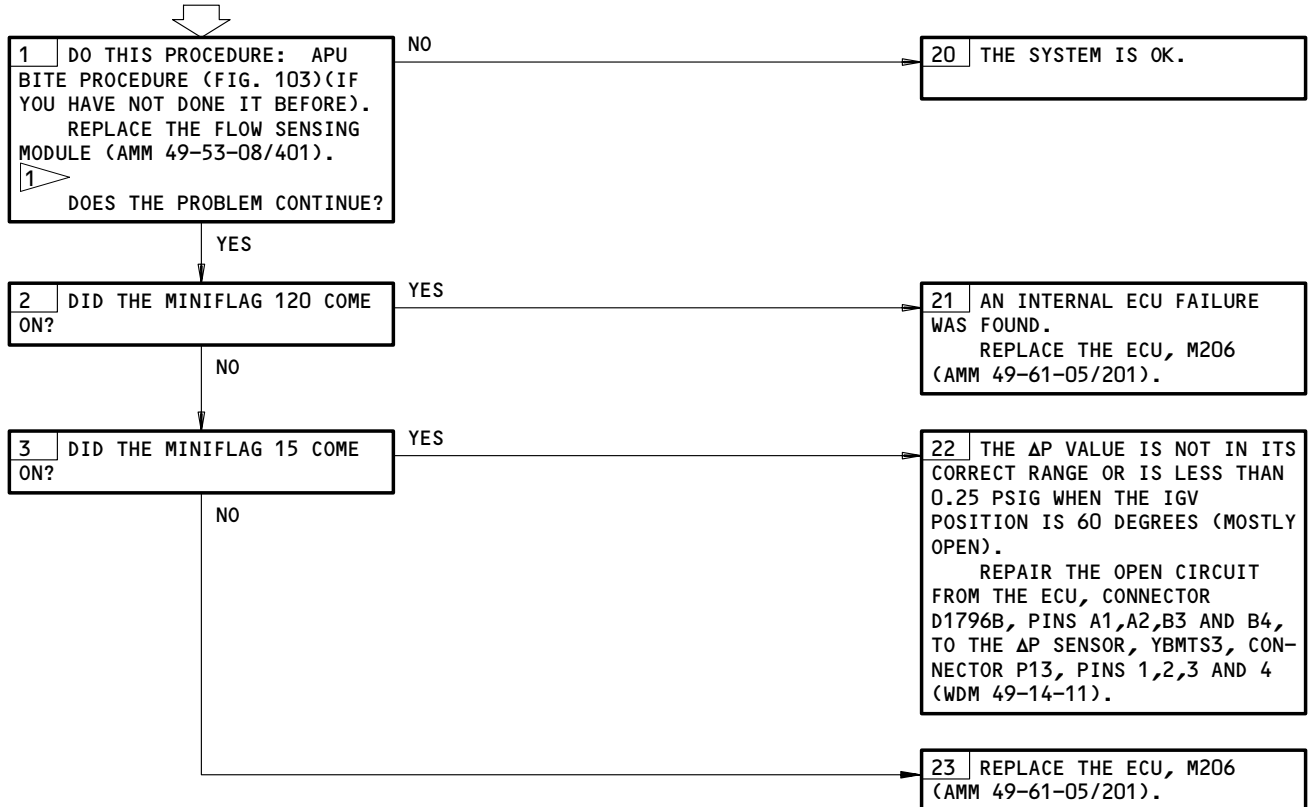 1 DO THIS PROCEDURE: APU
BITE PROCEDURE (FIG. 103)(IF
YOU HAVE NOT DONE IT BEFORE).
REPLACE THE FLOW SENSING
MODULE (AMM 49-53-08/401).
1
DOES THE PROBLEM CONTINUE?
NO
20 THE SYSTEM IS OK.
YES
2 DID THE MINIFLAG 120 COME
ON?
YES
21 AN INTERNAL ECU FAILURE
WAS FOUND.
REPLACE THE ECU, M206
(AMM 49-61-05/201).
NO
3 DID THE MINIFLAG 15 COME
ON?
YES
22 THE ΔP VALUE IS NOT IN ITS
CORRECT RANGE OR IS LESS THAN
0.25 PSIG WHEN THE IGV
POSITION IS 60 DEGREES (MOSTLY
OPEN).
REPAIR THE OPEN CIRCUIT
FROM THE ECU, CONNECTOR
D1796B, PINS A1,A2,B3 AND B4,
TO THE ΔP SENSOR, YBMTS3, CON-
NECTOR P13, PINS 1,2,3 AND 4
(WDM 49-14-11).
NO
23 REPLACE THE ECU, M206
(AMM 49-61-05/201).